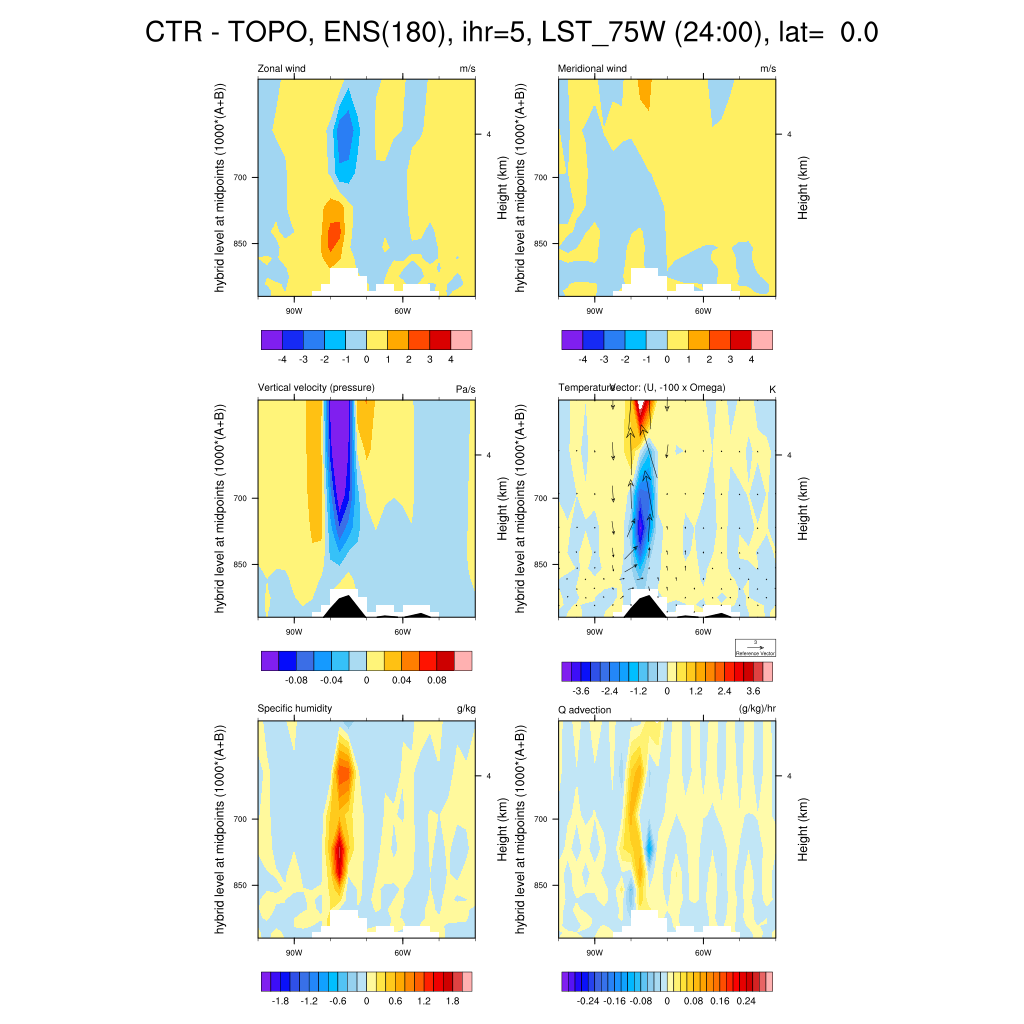 CTR - TOPO, ENS(180), ihr=5, LST_75W (24:00), lat= 0.0
Zonal wind m/s
hybrid level at midpoints (1000*(A+B))
700
850
4
Height (km)
90W 60W
-4 -3 -2 -1 0 1 2 3 4
Meridional wind m/s
hybrid level at midpoints (1000*(A+B))
700
850
4
Height (km)
90W 60W
-4 -3 -2 -1 0 1 2 3 4
Vertical velocity (pressure) Pa/s
hybrid level at midpoints (1000*(A+B))
700
850
4
Height (km)
90W 60W
-0.08 -0.04 0 0.04 0.08
Temperature Vector: (U, -100 x Omega) K
hybrid level at midpoints (1000*(A+B))
700
850
4
Height (km)
90W 60W
3
Reference Vector
-3.6 -2.4 -1.2 0 1.2 2.4 3.6
Specific humidity g/kg
hybrid level at midpoints (1000*(A+B))
700
850
4
Height (km)
90W 60W
-1.8 -1.2 -0.6 0 0.6 1.2 1.8
Q advection (g/kg)/hr
hybrid level at midpoints (1000*(A+B))
700
850
4
Height (km)
90W 60W
-0.24 -0.16 -0.08 0 0.08 0.16 0.24